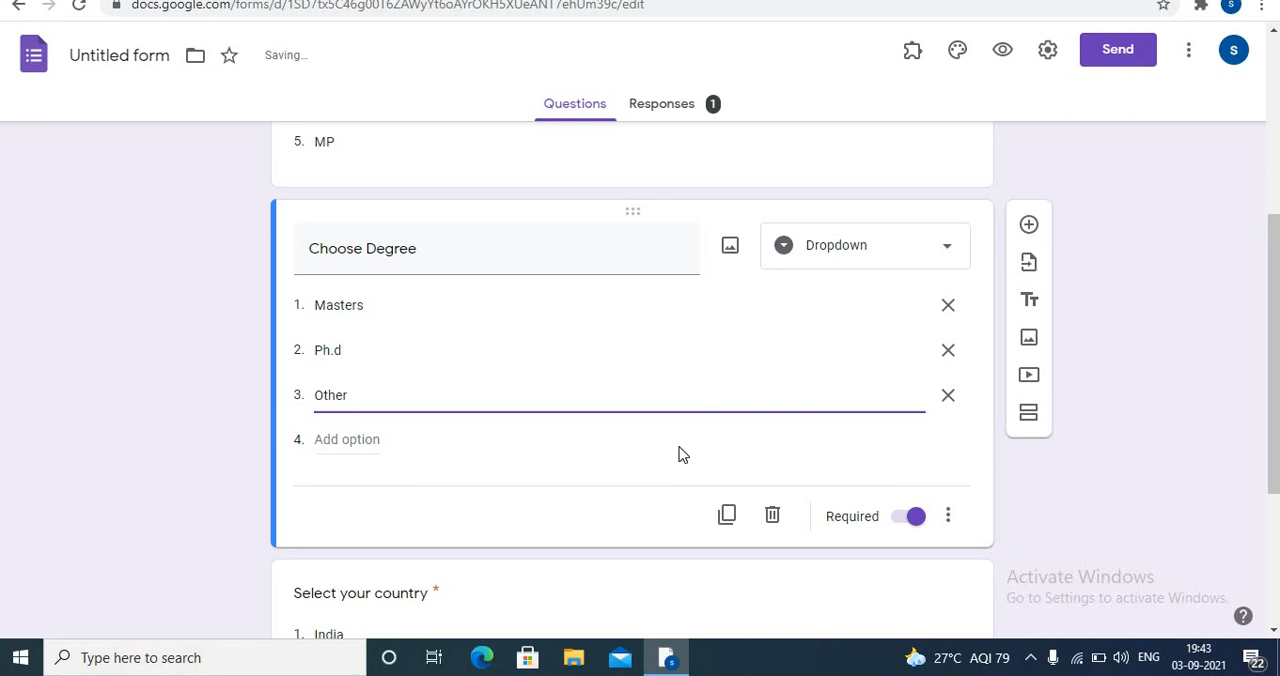 docs.google.com/forms/d/
S
Untitled form
Saving...
Send
S
Questions
Responses 1
5. MP
Choose Degree
Dropdown
1. Masters
2. Ph.d
3. Other
4. Add option
Required
Select your country *
1. India
Activate Windows
Go to Settings to activate Windows.
Type here to search
27°C AQI 79
ENG
19:43
03-09-2021
22